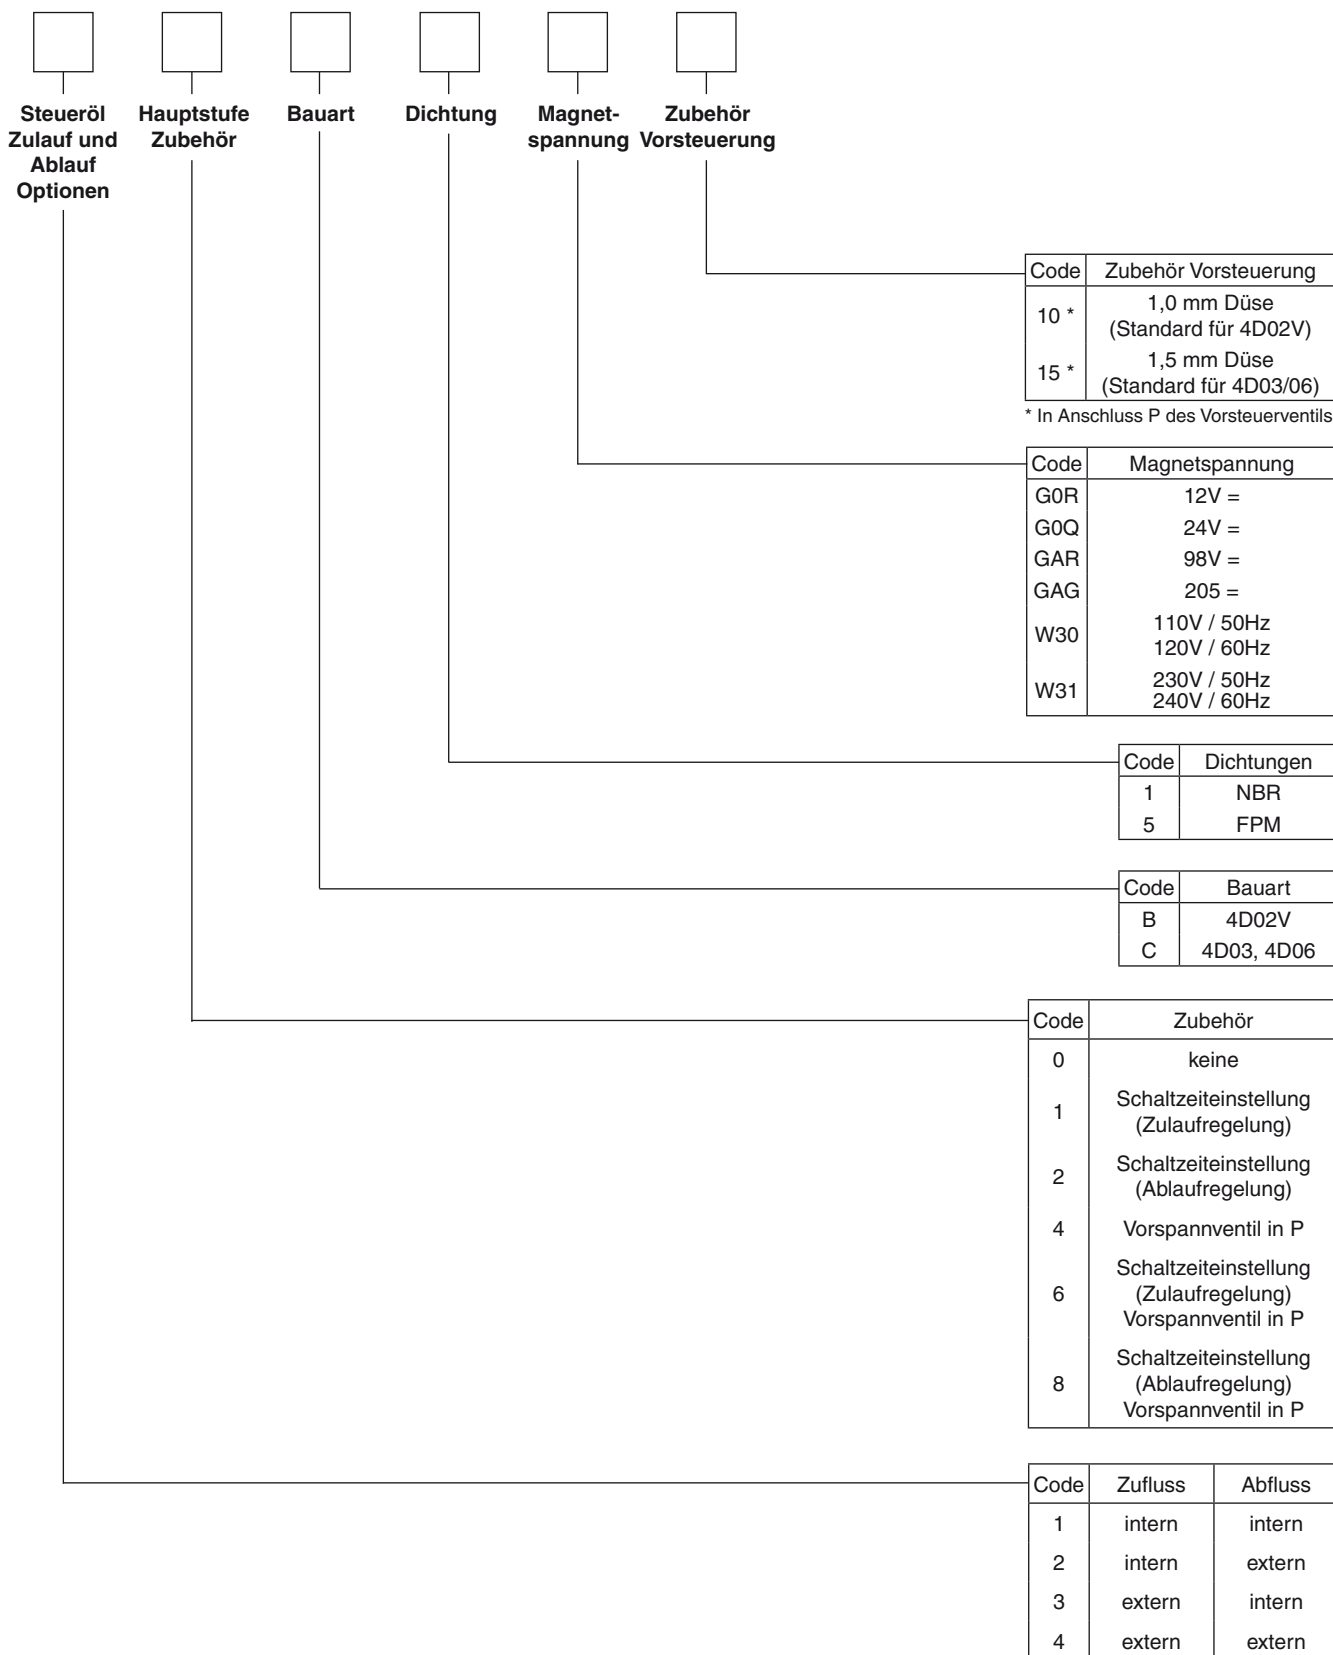 Steueröl
Zulauf und
Ablauf
Optionen
Hauptstufe
Zubehör
Bauart
Dichtung
Magnet-
spannung
Zubehör
Vorsteuerung
Code Zubehör Vorsteuerung
10 * 1,0 mm Düse
(Standard für 4D02V)
15 * 1,5 mm Düse
(Standard für 4D03/06)
* In Anschluss P des Vorsteuerventils
Code Magnetspannung
G0R 12V =
G0Q 24V =
GAR 98V =
GAG 205 =
W30 110V / 50Hz
120V / 60Hz
W31 230V / 50Hz
240V / 60Hz
Code Dichtungen
1 NBR
5 FPM
Code Bauart
B 4D02V
C 4D03, 4D06
Code Zubehör
0 keine
1 Schaltzeiteinstellung
(Zulaufregelung)
2 Schaltzeiteinstellung
(Ablaufregelung)
4 Vorspannventil in P
Schaltzeiteinstellung
6 (Zulaufregelung)
Vorspannventil in P
Schaltzeiteinstellung
8 (Ablaufregelung)
Vorspannventil in P
Code Zufluss Abfluss
1 intern intern
2 intern extern
3 extern intern
4 extern extern